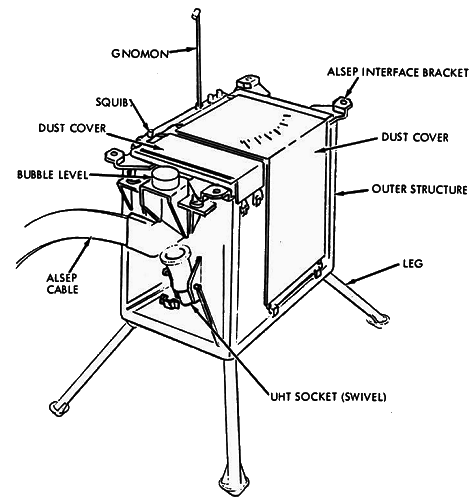 GNOMON
ALSEP INTERFACE BRACKET
SQUIB
DUST COVER
DUST COVER
BUBBLE LEVEL
OUTER STRUCTURE
LEG
ALSEP
CABLE
UHT SOCKET (SWIVEL)